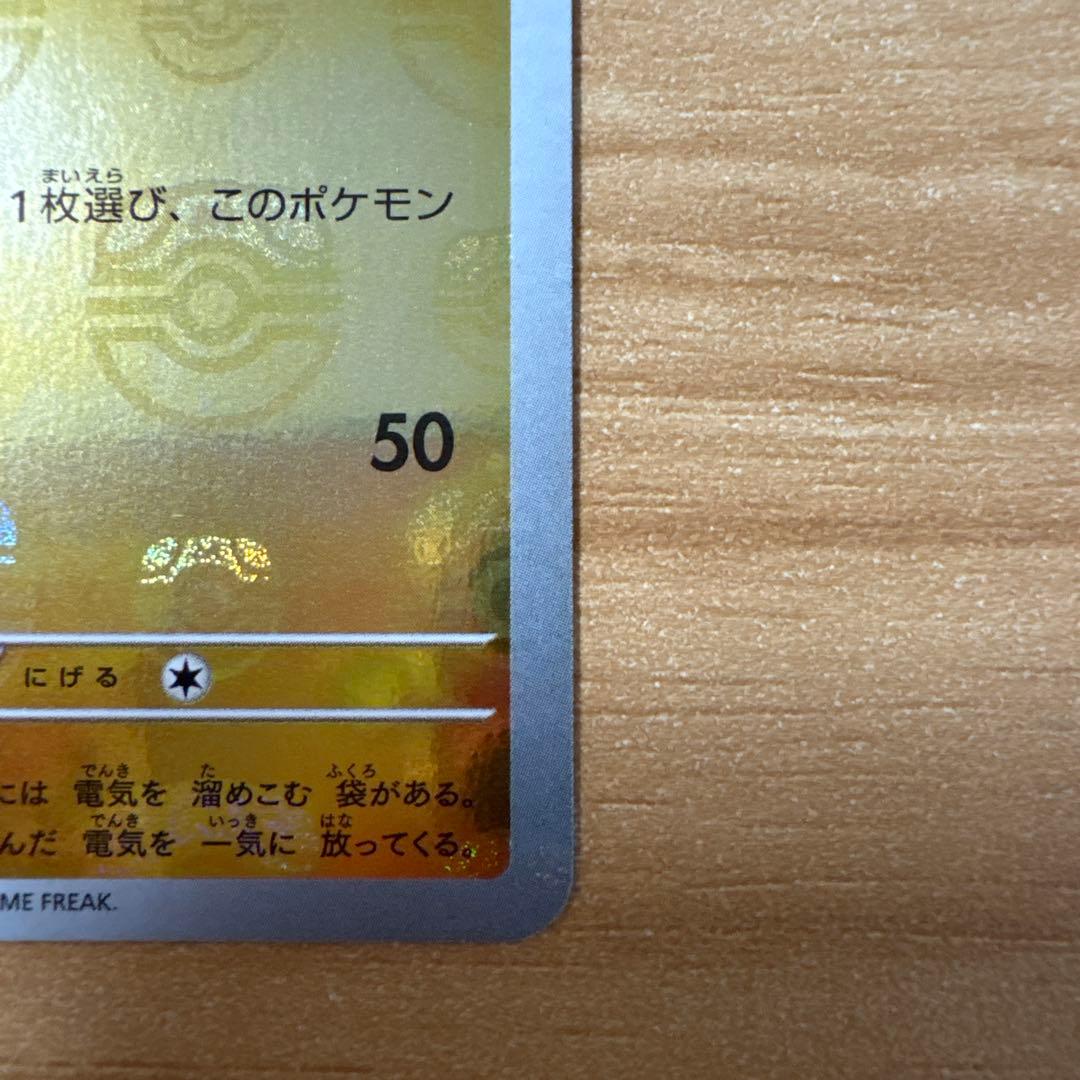 1枚選び、このポケモン
まいえら
50
にげる
には 電気を 溜めこむ 袋がある。
でんき た ふくろ
んだ 電気を 一気に 放ってくる。
でんき いっき はな
ME FREAK.